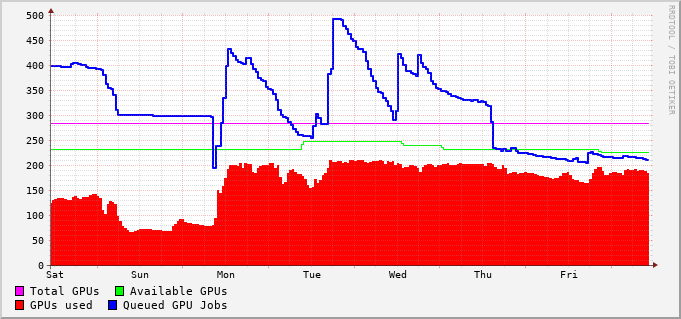 500
450
400
350
300
250
200
150
100
50
0
Sat Sun Mon Tue Wed Thu Fri
Total GPUs Available GPUs
GPUs used Queued GPU Jobs
RRDTOOL / TOBI OETIKER